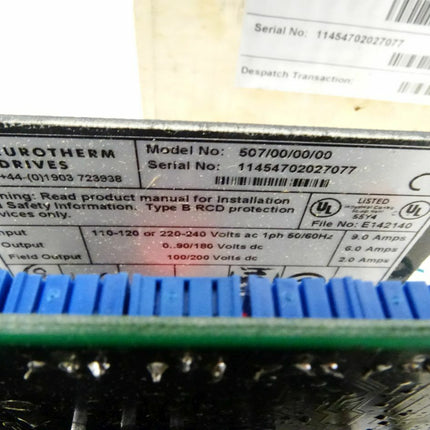 Serial No: 11454702027077
Despatch Transaction:
EUROTHERM
DRIVES
+44-(0)1903 723938
Model No: 507/00/00/00
Serial No: 11454702027077
rning: Read product manual for Installation
Safety Information. Type B RCD protection
vices only.
UL
LISTED
55Y4
UL
File No: E142140
Input 110-120 or 220-240 Volts ac 1ph 50/60Hz 9.0 Amps
Output 0..90/180 Volts dc 6.0 Amps
Field Output 100/200 Volts dc 2.0 Amps